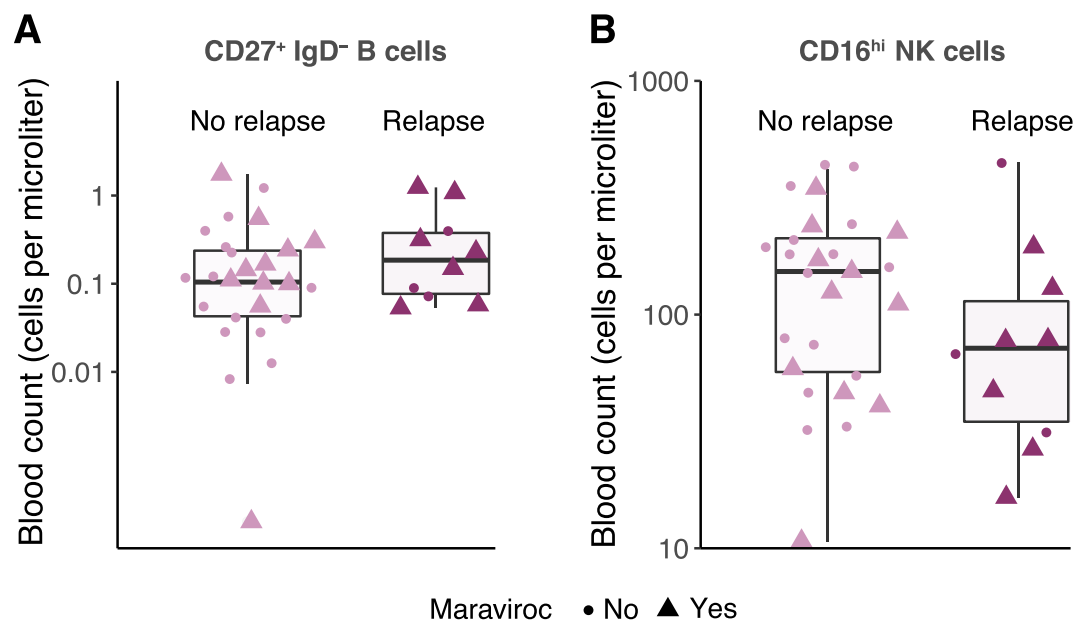 A
CD27⁺ IgD⁻ B cells
Blood count (cells per microliter)
No relapse
Relapse
1
0.1
0.01
B
CD16ʰⁱ NK cells
Blood count (cells per microliter)
No relapse
Relapse
1000
100
10
Maraviroc ● No ▲ Yes